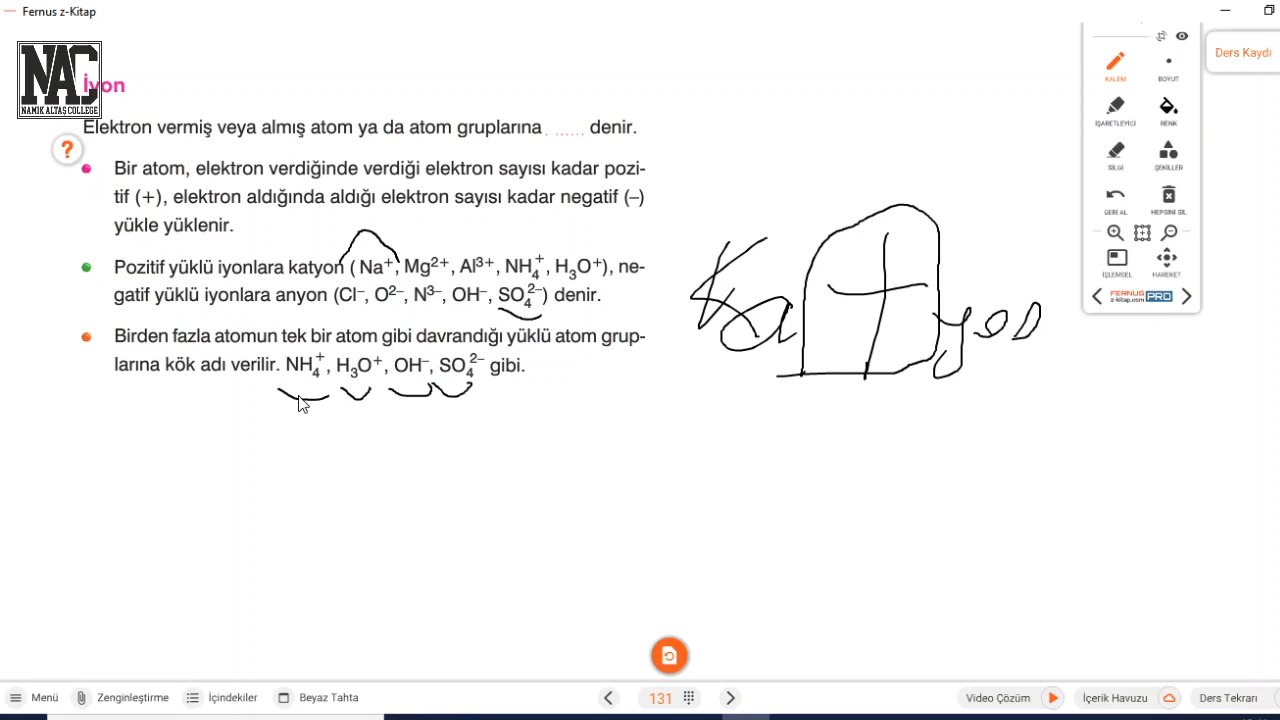 Fernus z-Kitap
NAC
NAMIK ALTAŞ COLLEGE
İyon
Elektron vermiş veya almış atom ya da atom gruplarına ...... denir.
?
• Bir atom, elektron verdiğinde verdiği elektron sayısı kadar pozi-
tif (+), elektron aldığında aldığı elektron sayısı kadar negatif (–)
yükle yüklenir.
• Pozitif yüklü iyonlara katyon ( Na⁺, Mg²⁺, Al³⁺, NH₄⁺, H₃O⁺), ne-
gatif yüklü iyonlara anyon (Cl⁻, O²⁻, N³⁻, OH⁻, SO₄²⁻) denir.
• Birden fazla atomun tek bir atom gibi davrandığı yüklü atom grup-
larına kök adı verilir. NH₄⁺, H₃O⁺, OH⁻, SO₄²⁻ gibi.
Katyon
Ders Kaydı
KALEM BOYUT
İŞARETLEYİCİ RENK
SİLGİ ŞEKİLLER
GERİ AL HEPSİNİ SİL
İŞLEMSEL HAREKET
FERNUS z-kitap.com PRO
Menü Zenginleştirme İçindekiler Beyaz Tahta 131 Video Çözüm İçerik Havuzu Ders Tekrarı